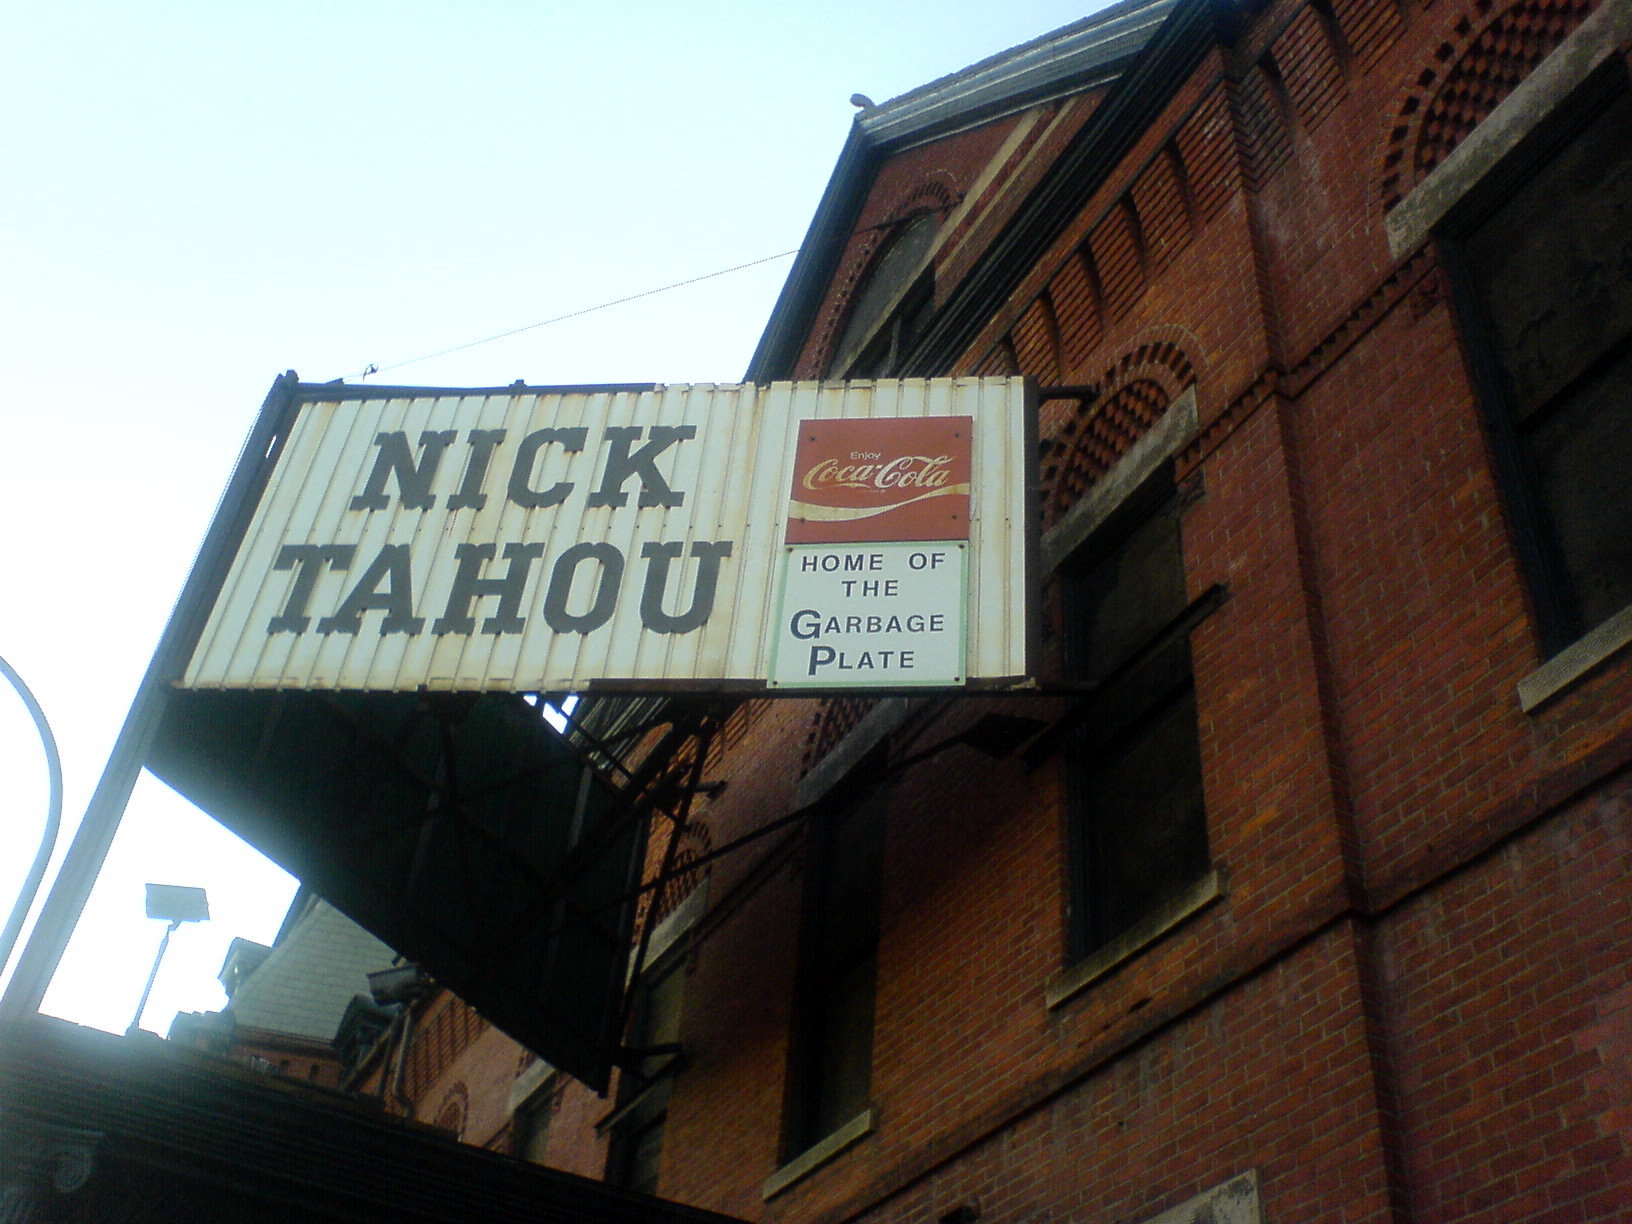 NICK
TAHOU
Enjoy
Coca-Cola
HOME OF
THE
GARBAGE
PLATE